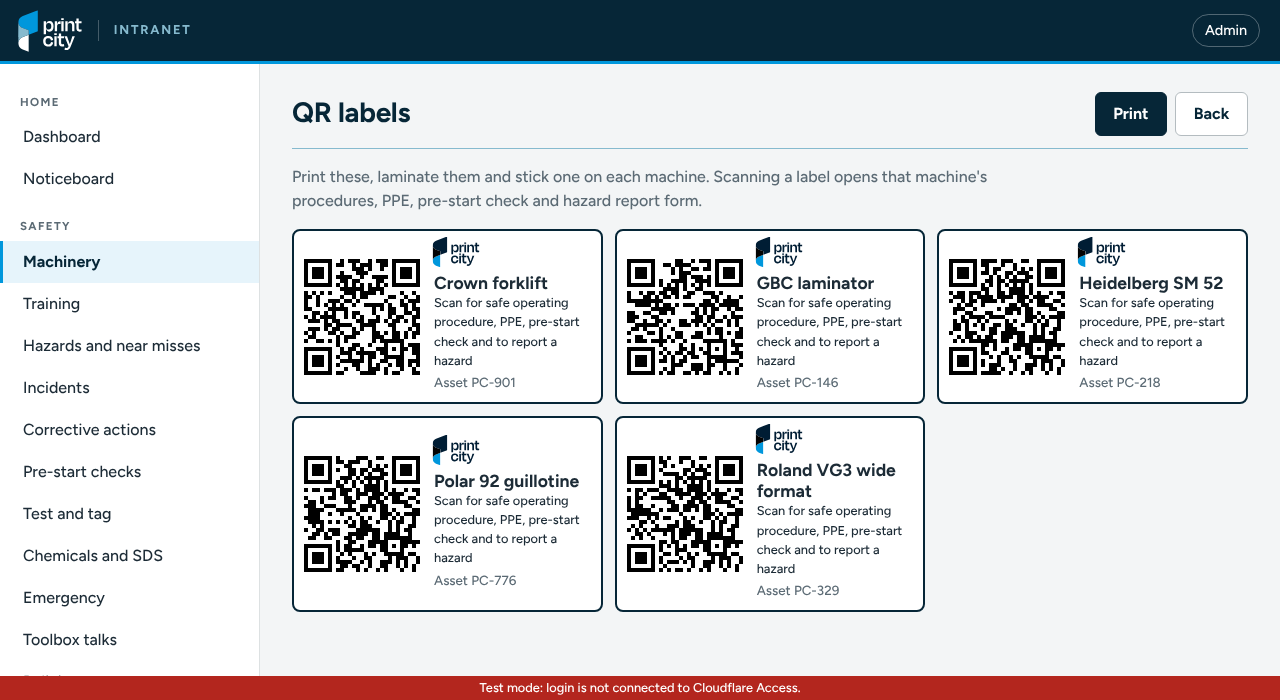 print city
INTRANET
Admin
HOME
Dashboard
Noticeboard
SAFETY
Machinery
Training
Hazards and near misses
Incidents
Corrective actions
Pre-start checks
Test and tag
Chemicals and SDS
Emergency
Toolbox talks
QR labels
Print
Back
Print these, laminate them and stick one on each machine. Scanning a label opens that machine's
procedures, PPE, pre-start check and hazard report form.
print
city
Crown forklift
Scan for safe operating
procedure, PPE, pre-start
check and to report a
hazard
Asset PC-901
print
city
GBC laminator
Scan for safe operating
procedure, PPE, pre-start
check and to report a
hazard
Asset PC-146
print
city
Heidelberg SM 52
Scan for safe operating
procedure, PPE, pre-start
check and to report a
hazard
Asset PC-218
print
city
Polar 92 guillotine
Scan for safe operating
procedure, PPE, pre-start
check and to report a
hazard
Asset PC-776
print
city
Roland VG3 wide
format
Scan for safe operating
procedure, PPE, pre-start
check and to report a
hazard
Asset PC-329
Test mode: login is not connected to Cloudflare Access.